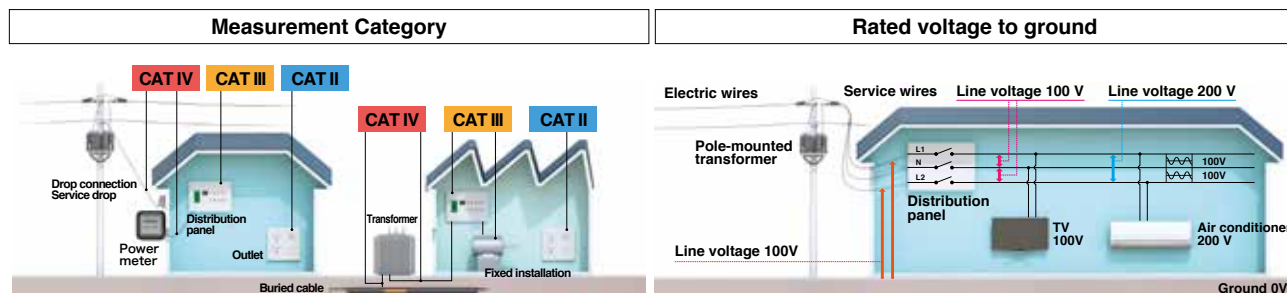 Measurement Category
CAT IV
CAT III
CAT II
CAT IV
CAT III
CAT II
Drop connection
Service drop
Distribution
panel
Power
meter
Outlet
Transformer
Fixed installation
Buried cable
Rated voltage to ground
Electric wires
Service wires
Line voltage 100 V
Line voltage 200 V
Pole-mounted
transformer
L1
N
L2
100V
100V
Distribution
panel
TV
100V
Air conditioner
200 V
Line voltage 100V
Ground 0V